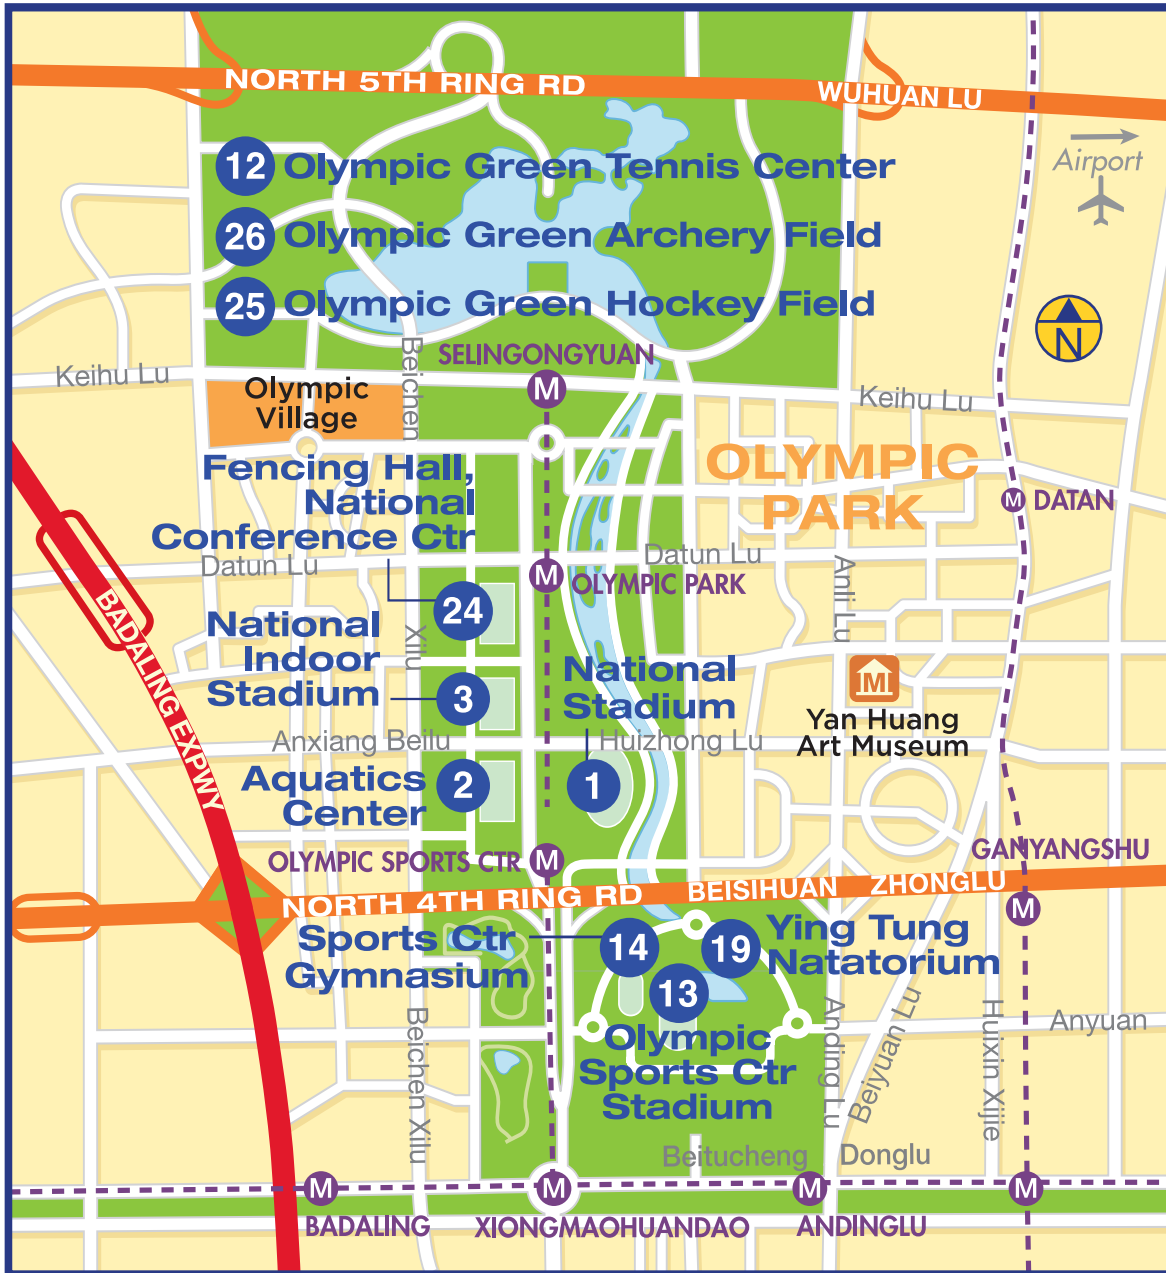 NORTH 5TH RING RD
WUHUAN LU
Airport
12 Olympic Green Tennis Center
26 Olympic Green Archery Field
25 Olympic Green Hockey Field
N
SELINGONGYUAN
M
Keihu Lu
Olympic
Village
Beichen
Keihu Lu
OLYMPIC
PARK
Fencing Hall,
National
Conference Ctr
M DATAN
Datun Lu
Datun Lu
M OLYMPIC PARK
24
BADALING EXPWY
National
Indoor
Stadium
3
Xilu
National
Stadium
1
Anli Lu
M
Yan Huang
Art Museum
Anxiang Beilu
Huizhong Lu
Aquatics
Center
2
OLYMPIC SPORTS CTR M
GANYANGSHU
M
NORTH 4TH RING RD
BEISIHUAN
ZHONGLU
Sports Ctr
Gymnasium
14
19
Ying Tung
Natatorium
13
Olympic
Sports Ctr
Stadium
Beichen Xilu
Anding Lu
Beiyuan Lu
Huixin Xijie
Anyuan
Beitucheng
Donglu
M
M
M
M
BADALING
XIONGMAOHUANDAO
ANDINGLU